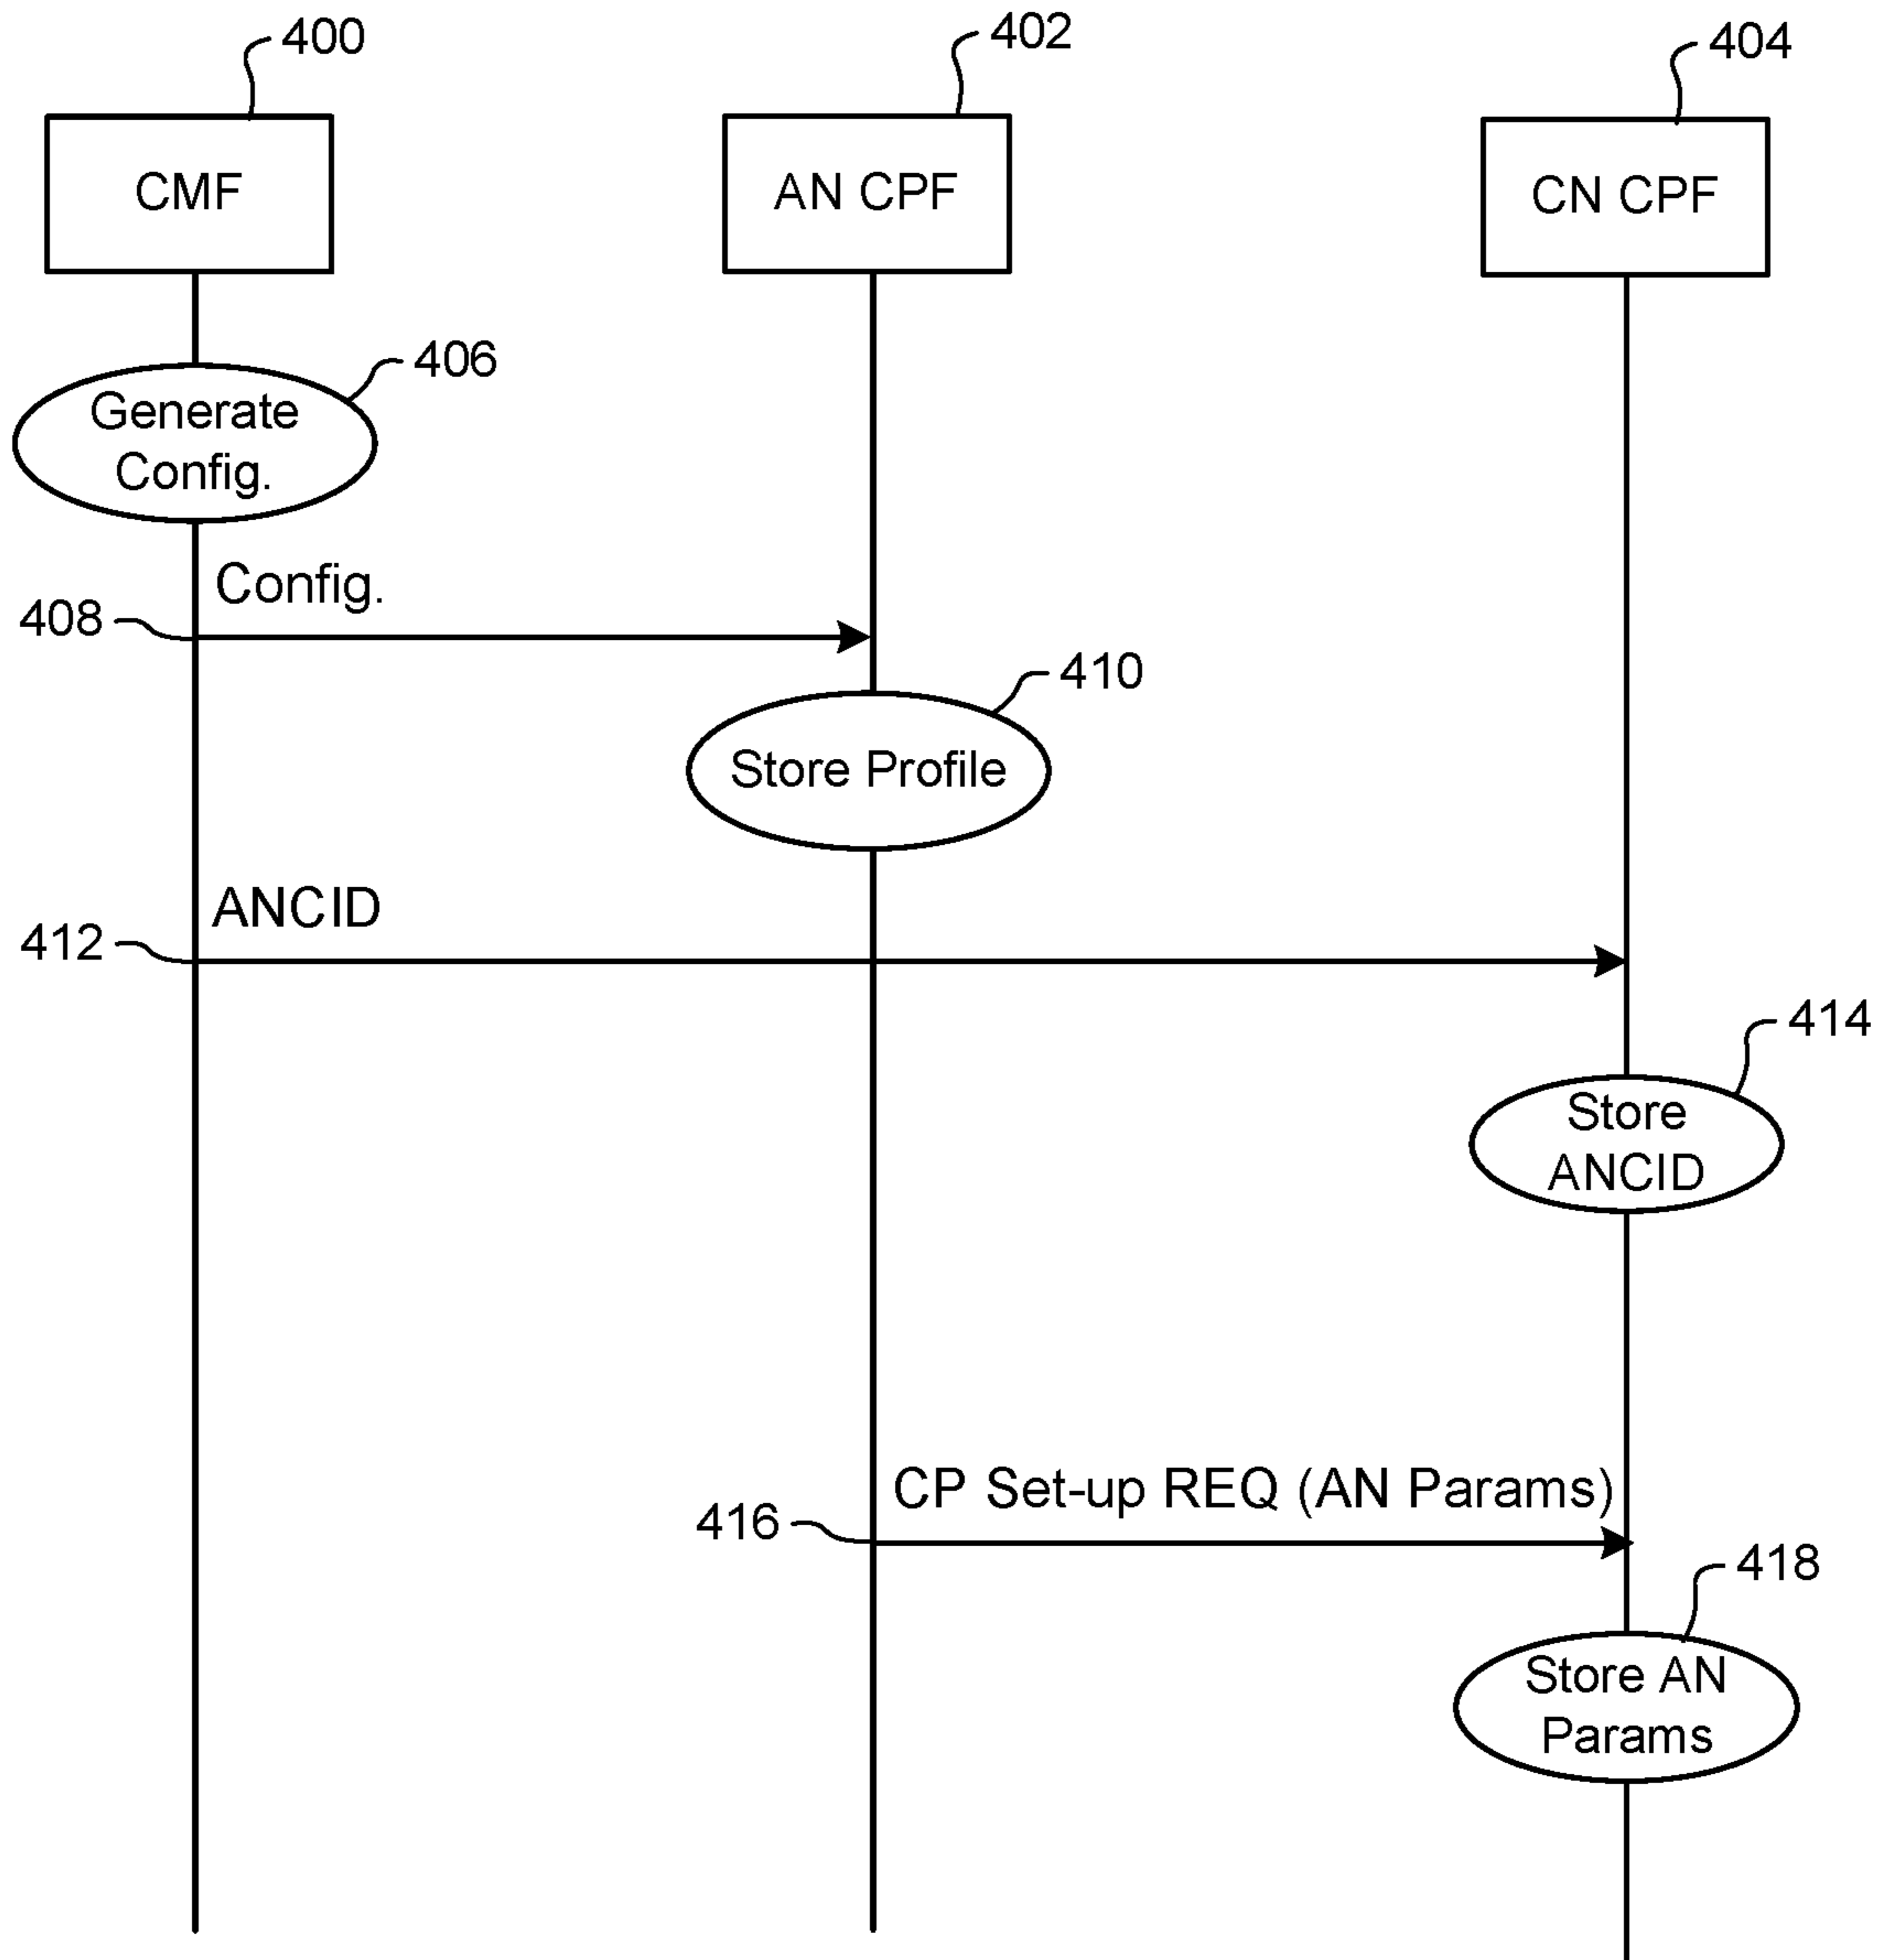 400
402
404
CMF
AN CPF
CN CPF
406
Generate
Config.
Config.
408
410
Store Profile
ANCID
412
414
Store
ANCID
CP Set-up REQ (AN Params)
416
418
Store AN
Params